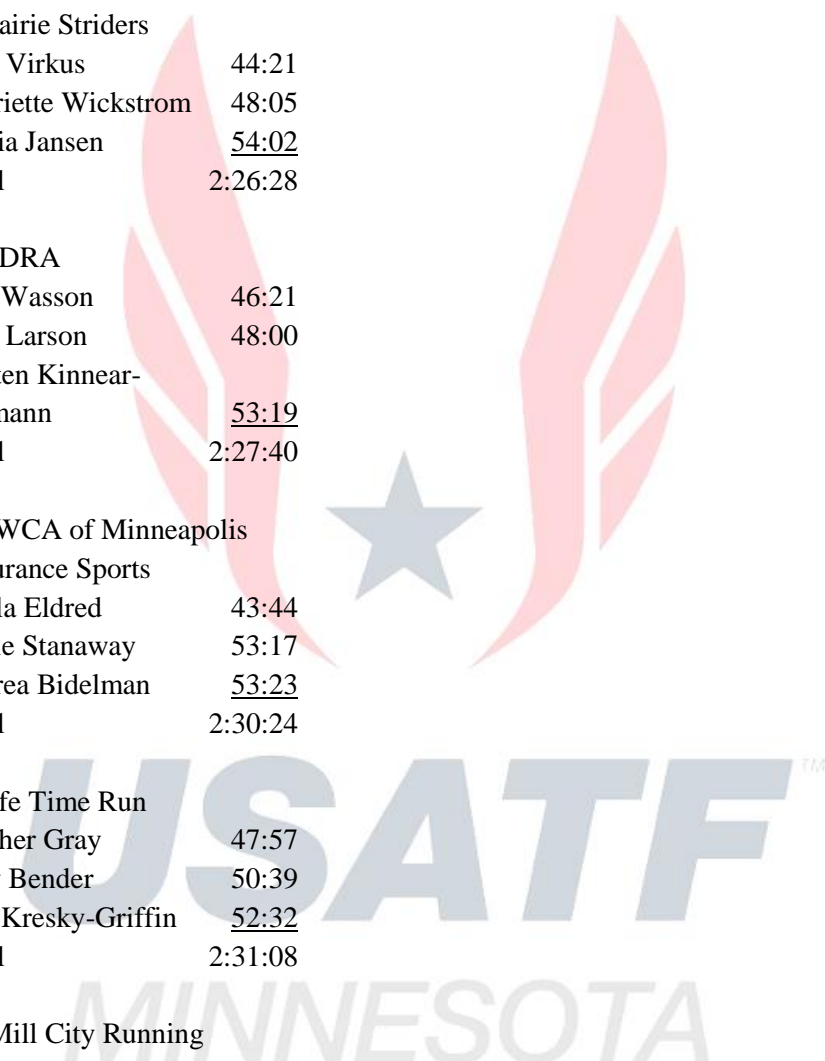 airie Striders
Virkus 44:21
riette Wickstrom 48:05
ia Jansen 54:02
l 2:26:28
DRA
Wasson 46:21
Larson 48:00
ten Kinnear-
mann 53:19
l 2:27:40
WCA of Minneapolis
urance Sports
la Eldred 43:44
e Stanaway 53:17
rea Bidelman 53:23
l 2:30:24
fe Time Run
her Gray 47:57
Bender 50:39
Kresky-Griffin 52:32
l 2:31:08
Mill City Running
USATF TM
MINNESOTA